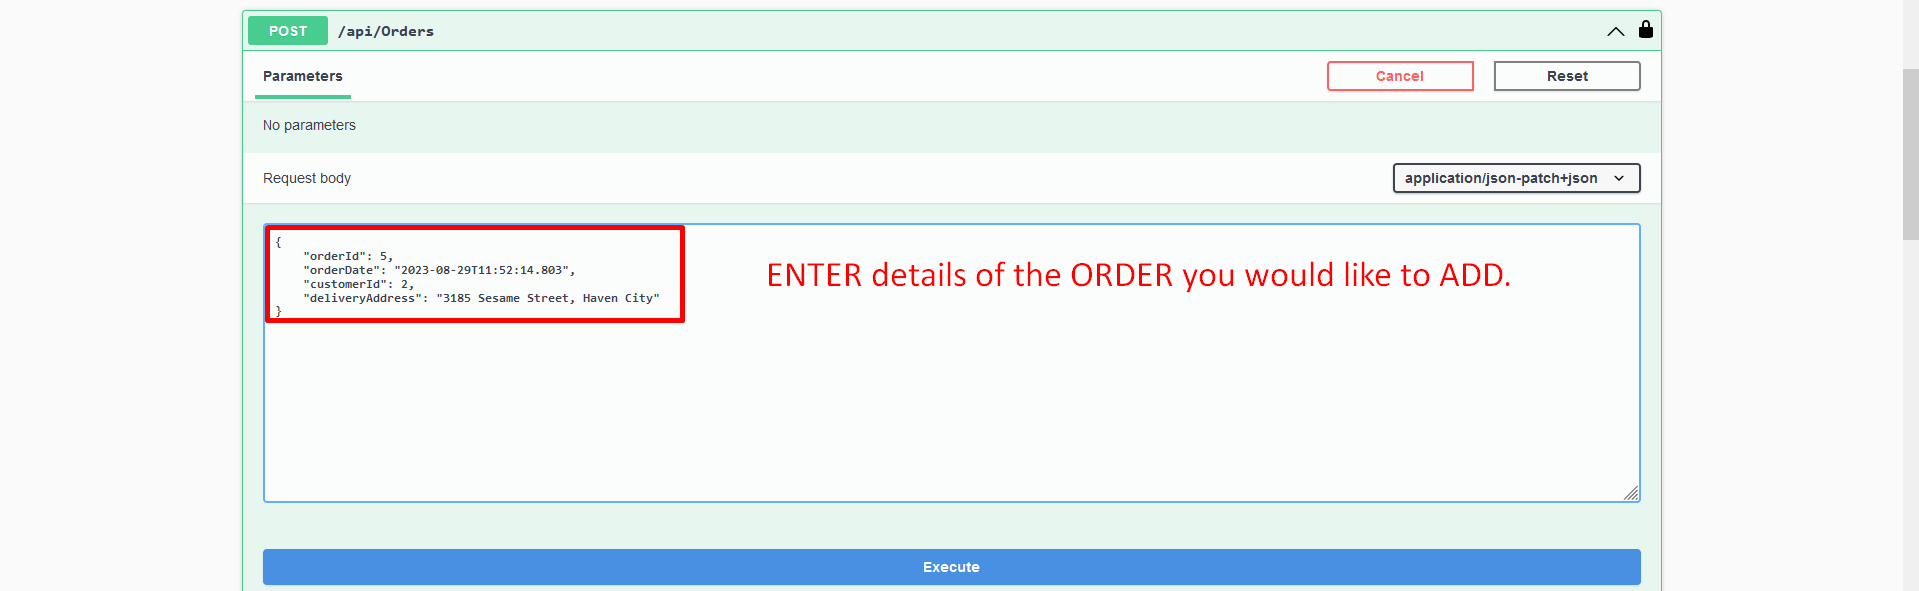 POST /api/Orders
Parameters
Cancel
Reset
No parameters
Request body
application/json-patch+json
{
    "orderId": 5,
    "orderDate": "2023-08-29T11:52:14.803",
    "customerId": 2,
    "deliveryAddress": "3185 Sesame Street, Haven City"
}
ENTER details of the ORDER you would like to ADD.
Execute